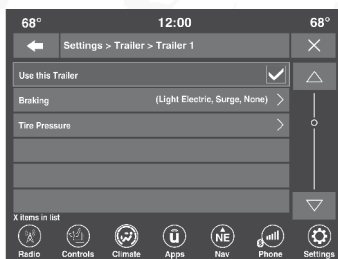 68° 12:00 68°
Settings > Trailer > Trailer 1
Use this Trailer
Braking (Light Electric, Surge, None) >
Tire Pressure >
X items in list
û NE
Radio Controls Climate Apps Nav Phone Settings